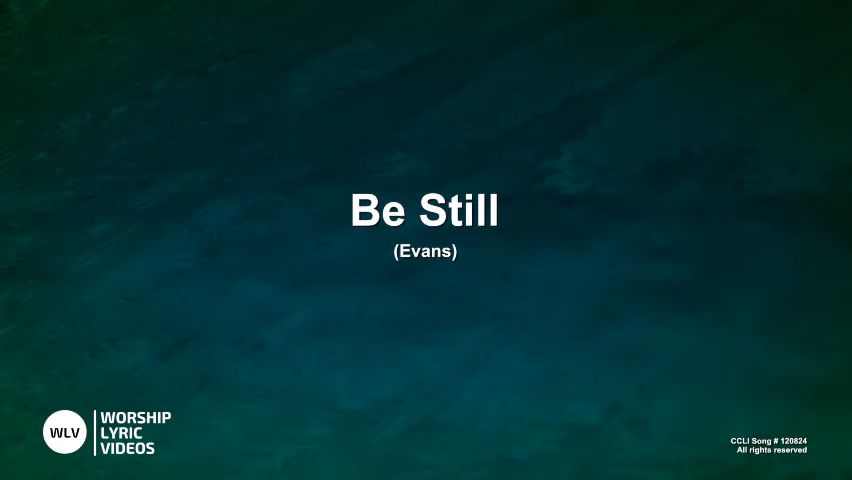 Be Still
(Evans)
WLV
WORSHIP
LYRIC
VIDEOS
CCLI Song # 120824
All rights reserved